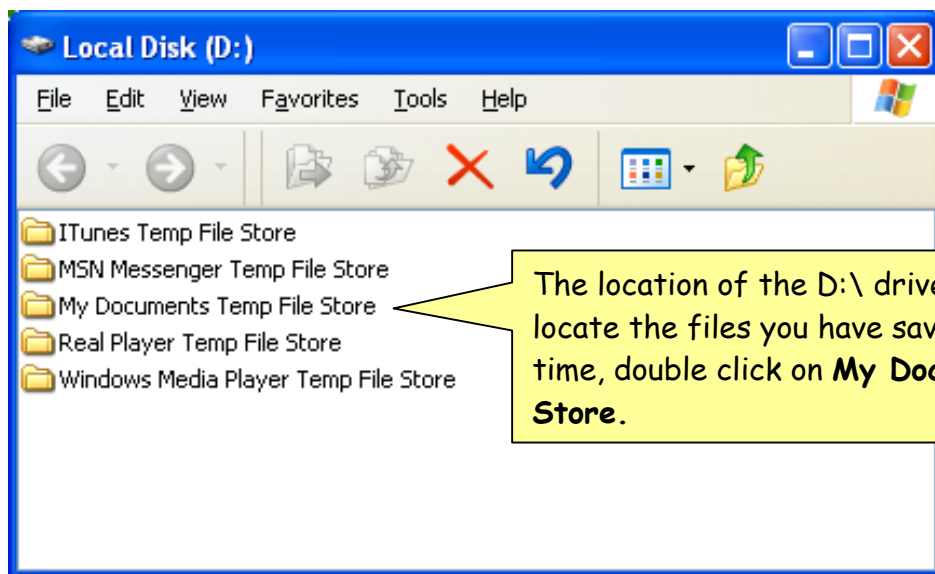 Local Disk (D:)
File Edit View Favorites Tools Help
ITunes Temp File Store
MSN Messenger Temp File Store
My Documents Temp File Store
Real Player Temp File Store
Windows Media Player Temp File Store
The location of the D:\ drive
locate the files you have sav
time, double click on My Doc
Store.